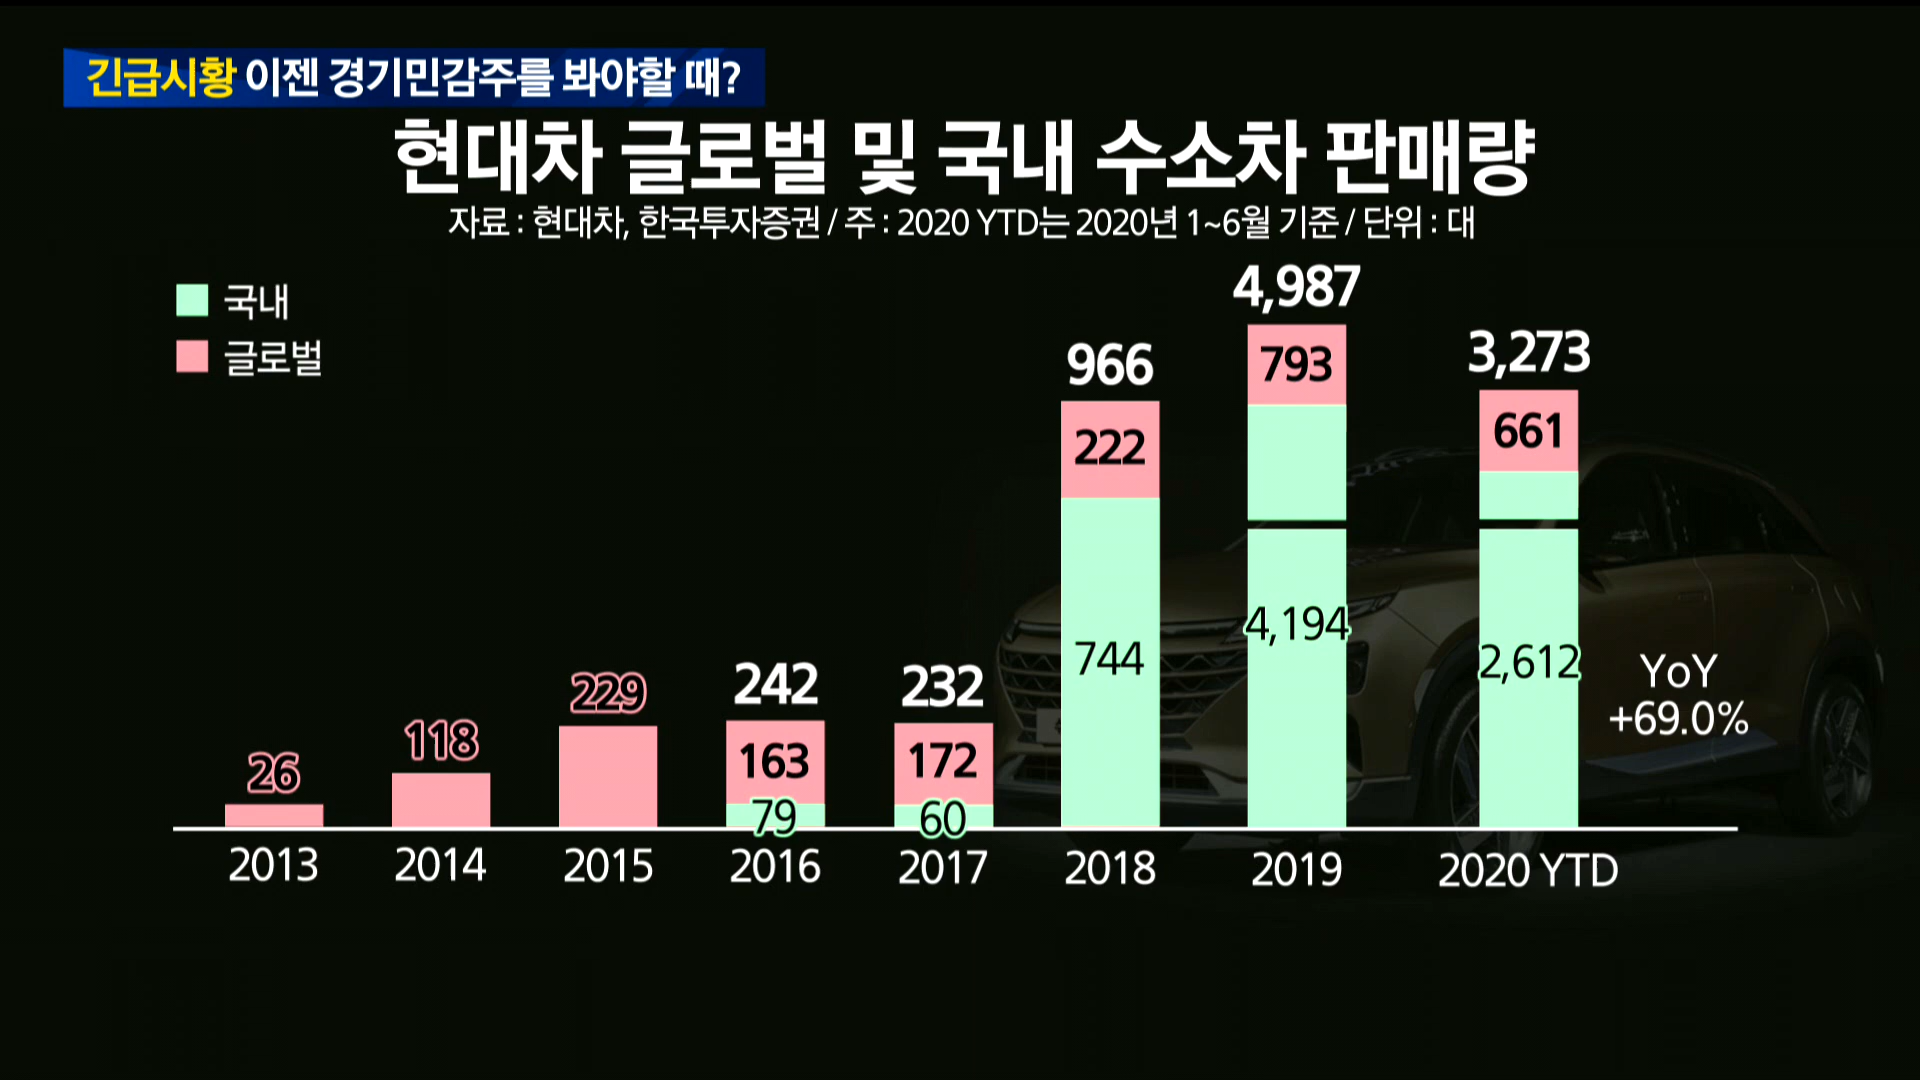 긴급시황 이젠 경기민감주를 봐야할 때?
현대차 글로벌 및 국내 수소차 판매량
자료 : 현대차, 한국투자증권 / 주 : 2020 YTD는 2020년 1~6월 기준 / 단위 : 대
국내
글로벌
26
118
229
242
163
79
232
172
60
966
222
744
4,987
793
4,194
3,273
661
2,612
YoY
+69.0%
2013 2014 2015 2016 2017 2018 2019 2020 YTD